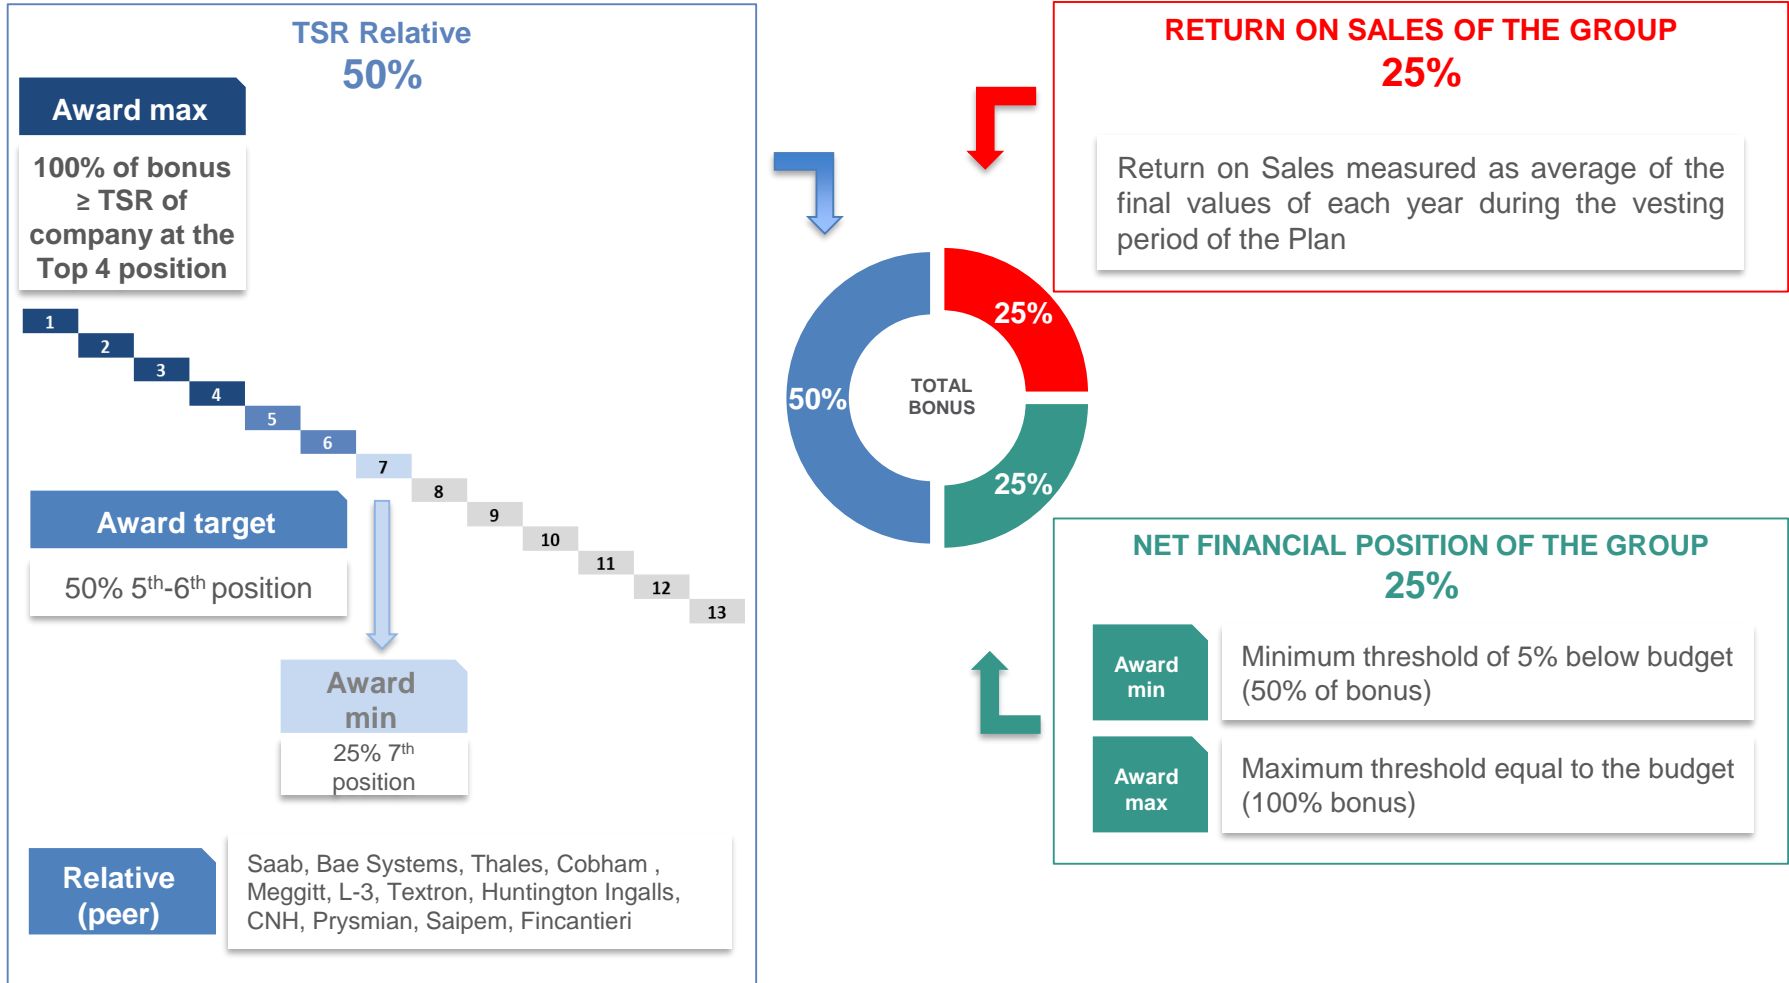 TSR Relative
50%
Award max
100% of bonus
≥ TSR of
company at the
Top 4 position
1
2
3
4
5
6
7
8
9
10
11
12
13
Award target
50% 5th-6th position
Award
min
25% 7th
position
Relative
(peer)
Saab, Bae Systems, Thales, Cobham ,
Meggitt, L-3, Textron, Huntington Ingalls,
CNH, Prysmian, Saipem, Fincantieri
50%
25%
25%
TOTAL
BONUS
RETURN ON SALES OF THE GROUP
25%
Return on Sales measured as average of the
final values of each year during the vesting
period of the Plan
NET FINANCIAL POSITION OF THE GROUP
25%
Award
min
Minimum threshold of 5% below budget
(50% of bonus)
Award
max
Maximum threshold equal to the budget
(100% bonus)